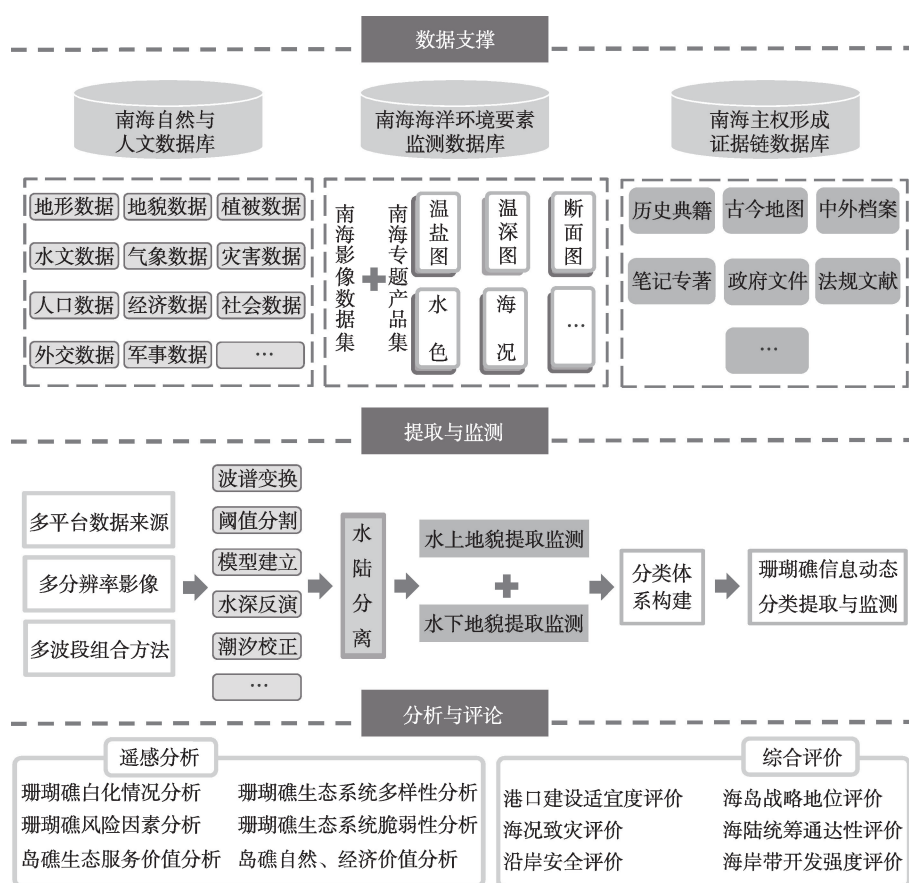 数据支撑
南海自然与
人文数据库
南海海洋环境要素
监测数据库
南海主权形成
证据链数据库
地形数据
地貌数据
植被数据
水文数据
气象数据
灾害数据
人口数据
经济数据
社会数据
外交数据
军事数据
…
南海影像数据集
+
南海专题产品集
温盐图
温深图
断面图
水色
海况
…
历史典籍
古今地图
中外档案
笔记专著
政府文件
法规文献
…
提取与监测
多平台数据来源
多分辨率影像
多波段组合方法
波谱变换
阈值分割
模型建立
水深反演
潮汐校正
…
水陆分离
水上地貌提取监测
+
水下地貌提取监测
分类体
系构建
珊瑚礁信息动态
分类提取与监测
分析与评论
遥感分析
珊瑚礁白化情况分析
珊瑚礁生态系统多样性分析
珊瑚礁风险因素分析
珊瑚礁生态系统脆弱性分析
岛礁生态服务价值分析
岛礁自然、经济价值分析
综合评价
港口建设适宜度评价
海岛战略地位评价
海况致灾评价
海陆统筹通达性评价
沿岸安全评价
海岸带开发强度评价